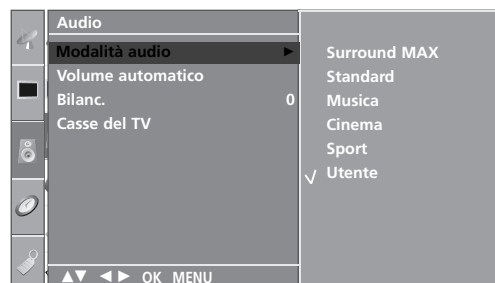 Audio
Modalità audio ►
Volume automatico
Bilanc. 0
Casse del TV
▲▼ ◄► OK MENU
Surround MAX
Standard
Musica
Cinema
Sport
√ Utente